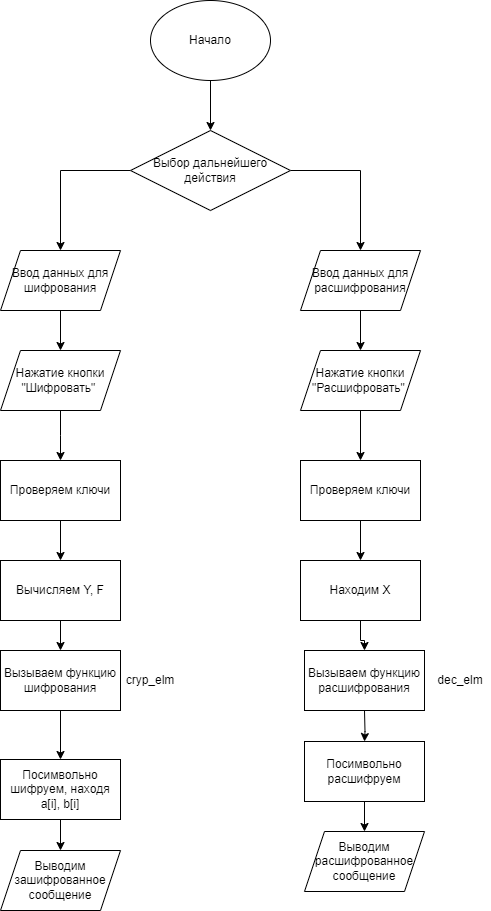 Начало
Выбор дальнейшего
действия
Ввод данных для
шифрования
Ввод данных для
расшифрования
Нажатие кнопки
"Шифровать"
Нажатие кнопки
"Расшифровать"
Проверяем ключи
Проверяем ключи
Вычисляем Y, F
Находим X
Вызываем функцию
шифрования
cryp_elm
Вызываем функцию
расшифрования
dec_elm
Посимвольно
шифруем, находя
a[i], b[i]
Посимвольно
расшифруем
Выводим
зашифрованное
сообщение
Выводим
расшифрованное
сообщение